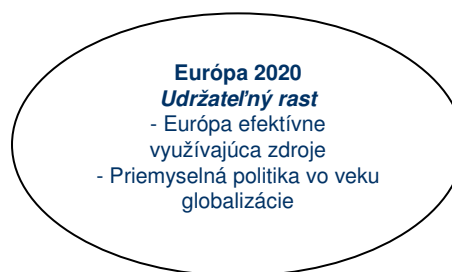 Európa 2020
Udržateľný rast
- Európa efektívne
využívajúca zdroje
- Priemyselná politika vo veku
globalizácie